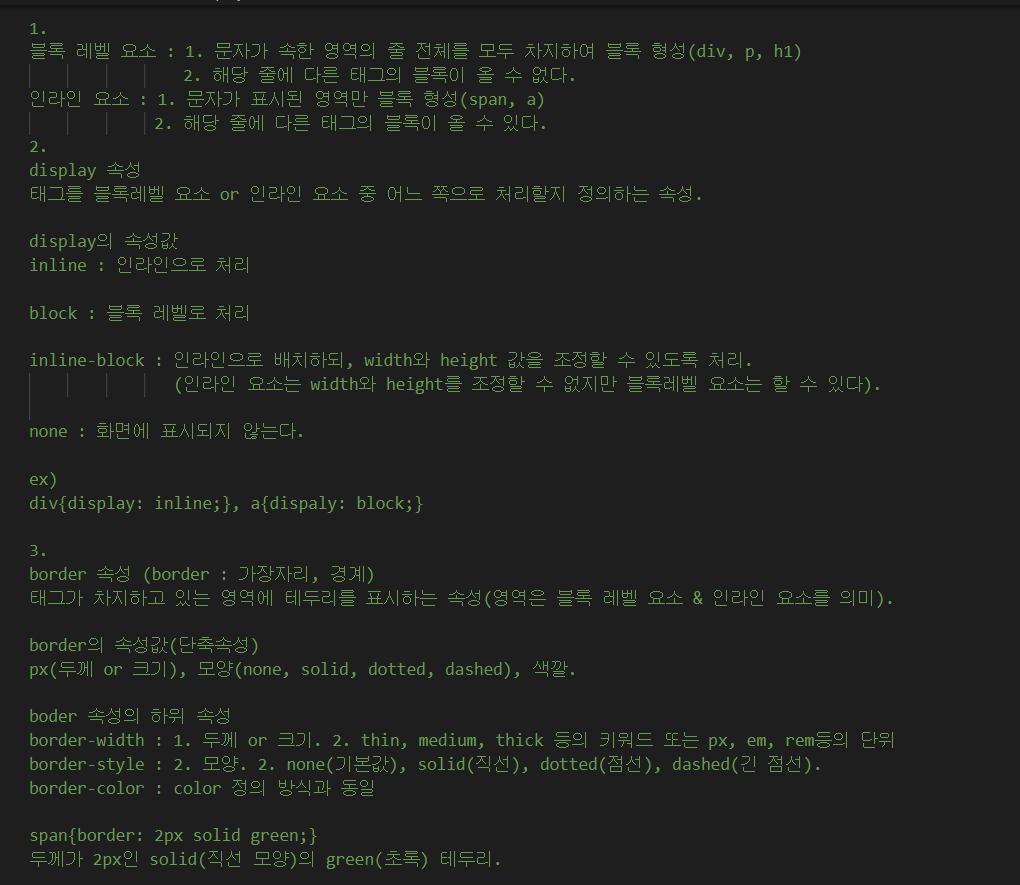 1.
블록 레벨 요소 : 1. 문자가 속한 영역의 줄 전체를 모두 차지하여 블록 형성(div, p, h1)
2. 해당 줄에 다른 태그의 블록이 올 수 없다.
인라인 요소 : 1. 문자가 표시된 영역만 블록 형성(span, a)
2. 해당 줄에 다른 태그의 블록이 올 수 있다.
2.
display 속성
태그를 블록레벨 요소 or 인라인 요소 중 어느 쪽으로 처리할지 정의하는 속성.
display의 속성값
inline : 인라인으로 처리
block : 블록 레벨로 처리
inline-block : 인라인으로 배치하되, width와 height 값을 조정할 수 있도록 처리.
(인라인 요소는 width와 height를 조정할 수 없지만 블록레벨 요소는 할 수 있다).
none : 화면에 표시되지 않는다.
ex)
div{display: inline;}, a{dispaly: block;}
3.
border 속성 (border : 가장자리, 경계)
태그가 차지하고 있는 영역에 테두리를 표시하는 속성(영역은 블록 레벨 요소 & 인라인 요소를 의미).
border의 속성값(단축속성)
px(두께 or 크기), 모양(none, solid, dotted, dashed), 색깔.
boder 속성의 하위 속성
border-width : 1. 두께 or 크기. 2. thin, medium, thick 등의 키워드 또는 px, em, rem등의 단위
border-style : 2. 모양. 2. none(기본값), solid(직선), dotted(점선), dashed(긴 점선).
border-color : color 정의 방식과 동일
span{border: 2px solid green;}
두께가 2px인 solid(직선 모양)의 green(초록) 테두리.